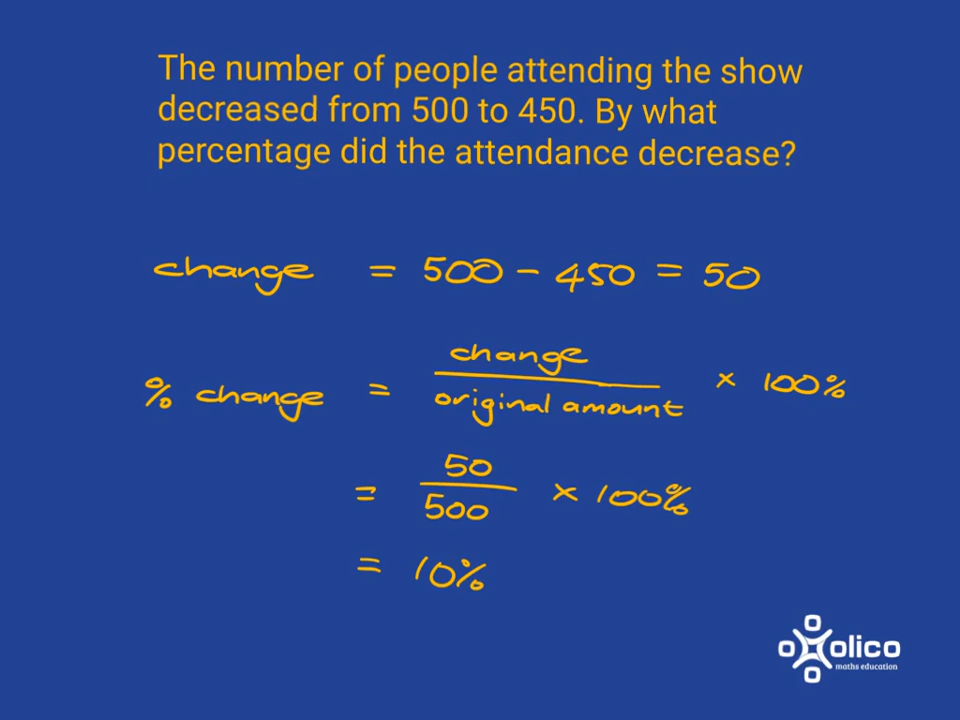 The number of people attending the show
decreased from 500 to 450. By what
percentage did the attendance decrease?
change = 500 - 450 = 50
% change = change / original amount × 100%
= 50 / 500 × 100%
= 10%
olico
maths education